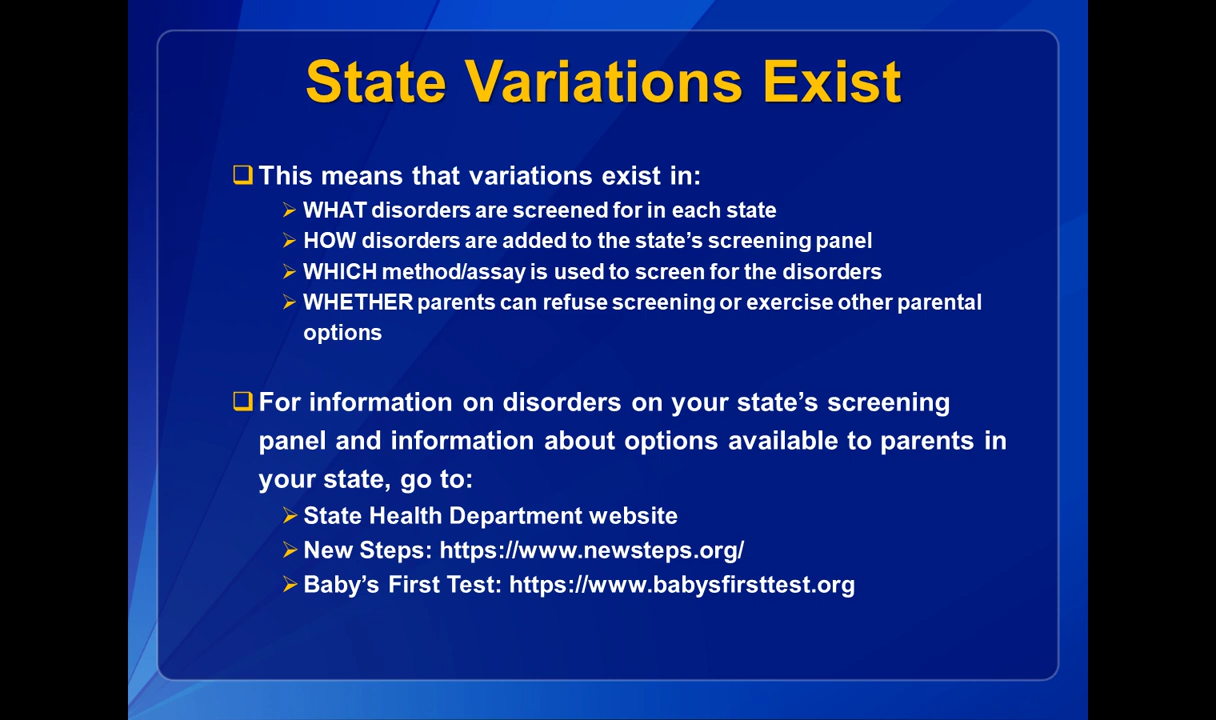 State Variations Exist
❑ This means that variations exist in:
➢ WHAT disorders are screened for in each state
➢ HOW disorders are added to the state’s screening panel
➢ WHICH method/assay is used to screen for the disorders
➢ WHETHER parents can refuse screening or exercise other parental
options
❑ For information on disorders on your state’s screening
panel and information about options available to parents in
your state, go to:
➢ State Health Department website
➢ New Steps: https://www.newsteps.org/
➢ Baby’s First Test: https://www.babysfirsttest.org